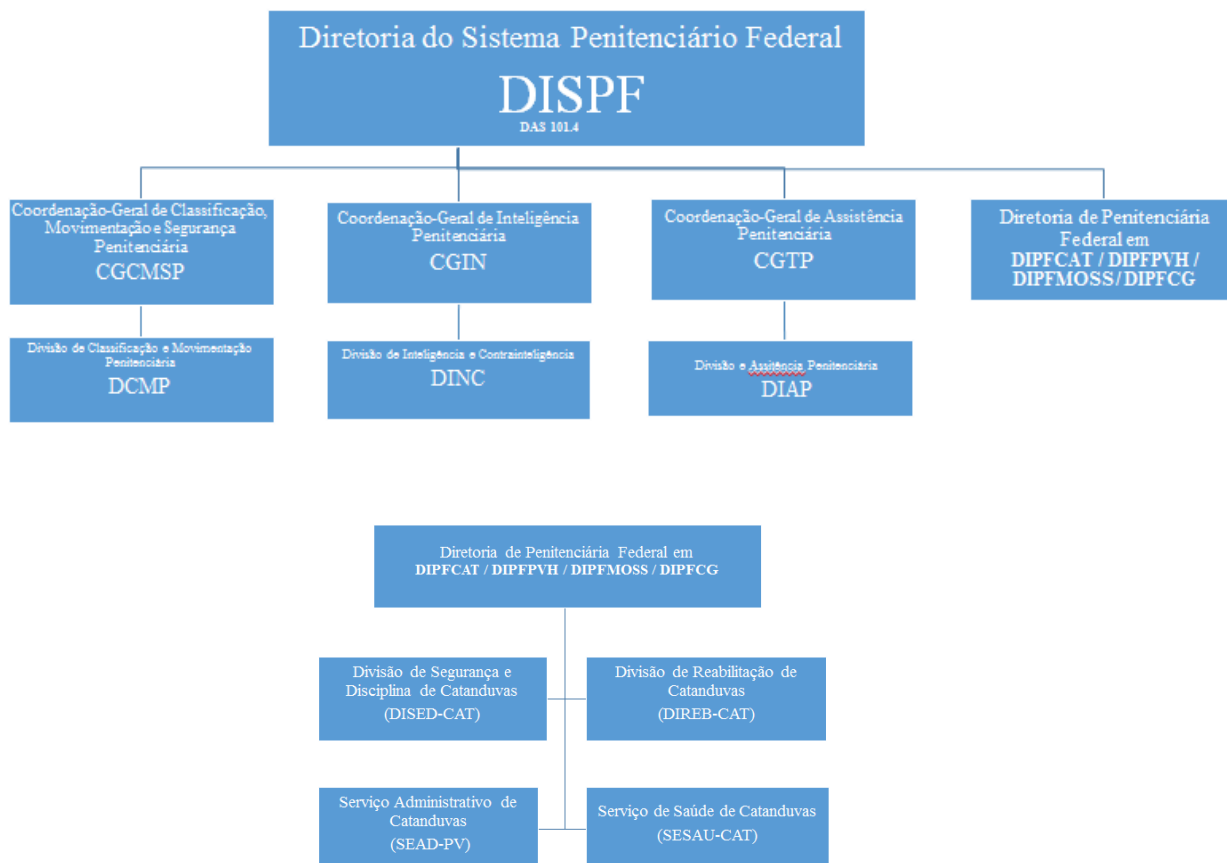 Diretoria do Sistema Penitenciário Federal
DISPF
DAS 101.4
Coordenação-Geral de Classificação,
Movimentação e Segurança
Penitenciária
CGCMSP
Coordenação-Geral de Inteligência
Penitenciária
CGIN
Coordenação-Geral de Assistência
Penitenciária
CGTP
Diretoria de Penitenciária
Federal em
DIPFCAT / DIPFPVH /
DIPFMOSS/ DIPFCG
Divisão de Classificação e Movimentação
Penitenciária
DCMP
Divisão de Inteligência e Contrainteligência
DINC
Divisão e Assitência Penitenciária
DIAP
Diretoria de Penitenciária Federal em
DIPFCAT / DIPFPVH / DIPFMOSS / DIPFCG
Divisão de Segurança e
Disciplina de Catanduvas
(DISED-CAT)
Divisão de Reabilitação de
Catanduvas
(DIREB-CAT)
Serviço Administrativo de
Catanduvas
(SEAD-PV)
Serviço de Saúde de Catanduvas
(SESAU-CAT)